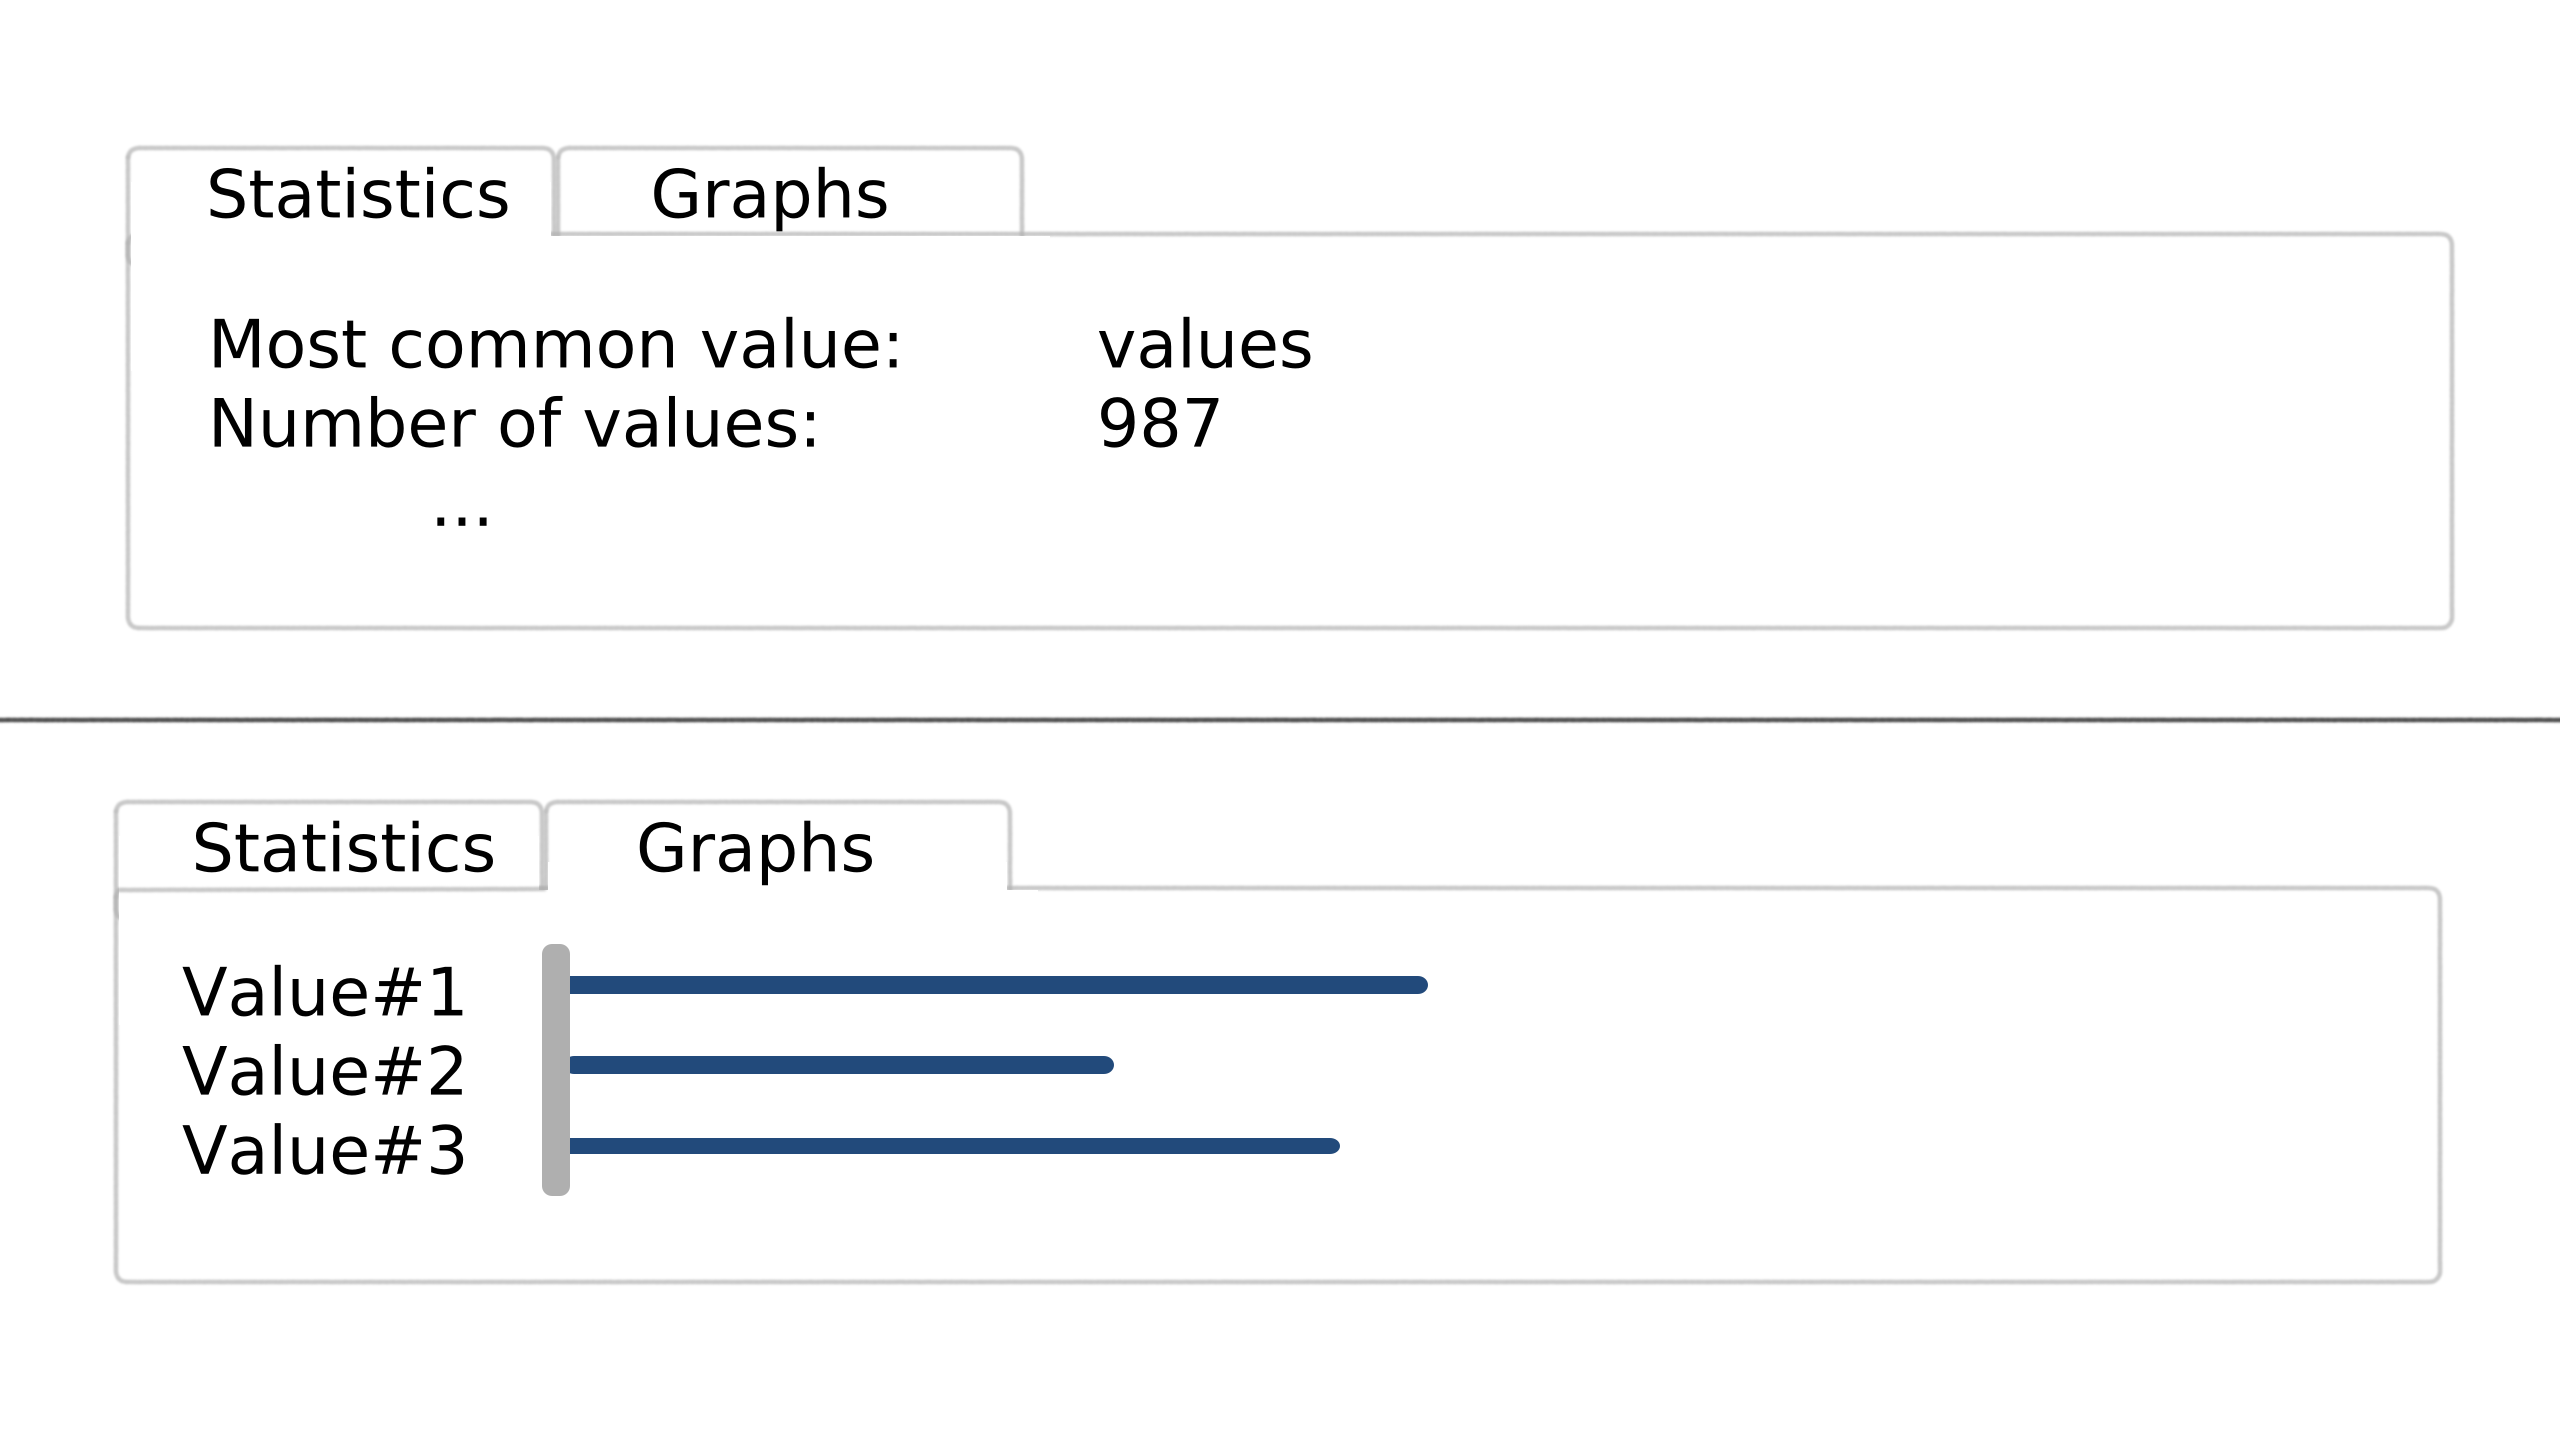 Statistics Graphs
Most common value: values
Number of values: 987
...
Statistics Graphs
Value#1
Value#2
Value#3